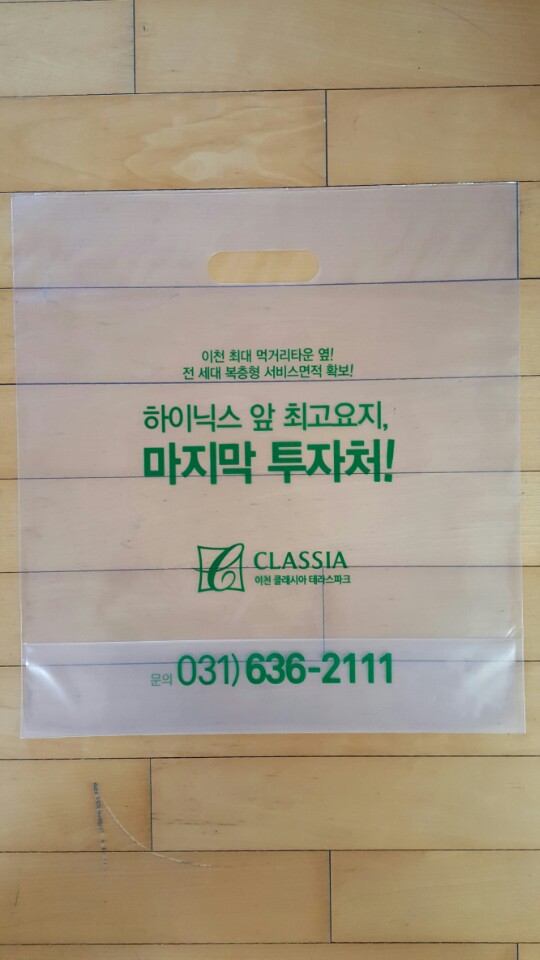 이천 최대 먹거리타운 옆!
전 세대 복층형 서비스면적 확보!
하이닉스 앞 최고요지,
마지막 투자처!
CLASSIA
이천 클래시아 테라스파크
문의 031) 636-2111